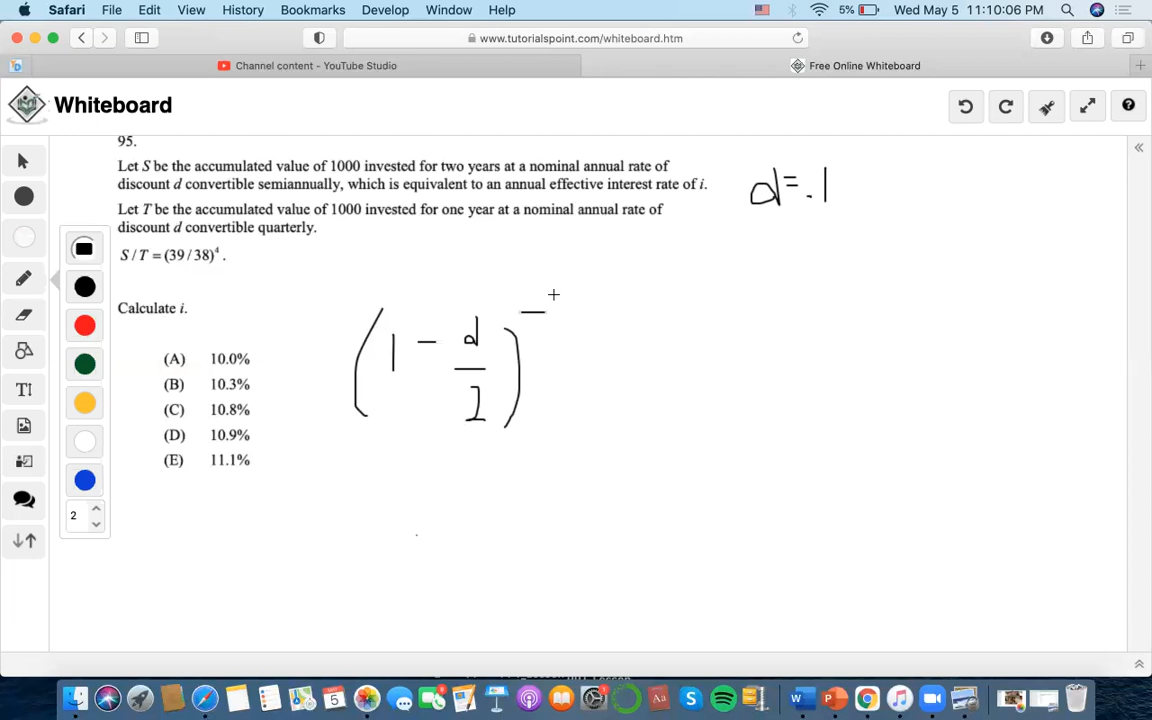 Safari File Edit View History Bookmarks Develop Window Help 5% Wed May 5 11:10:06 PM
www.tutorialspoint.com/whiteboard.htm
Channel content - YouTube Studio Free Online Whiteboard
Whiteboard
95.
Let S be the accumulated value of 1000 invested for two years at a nominal annual rate of
discount d convertible semiannually, which is equivalent to an annual effective interest rate of i.
d=.1
Let T be the accumulated value of 1000 invested for one year at a nominal annual rate of
discount d convertible quarterly.
S / T = (39 / 38)⁴ .
Calculate i.
(A) 10.0%
(B) 10.3%
(C) 10.8%
(D) 10.9%
(E) 11.1%
(1 - d/2)⁻
T
2